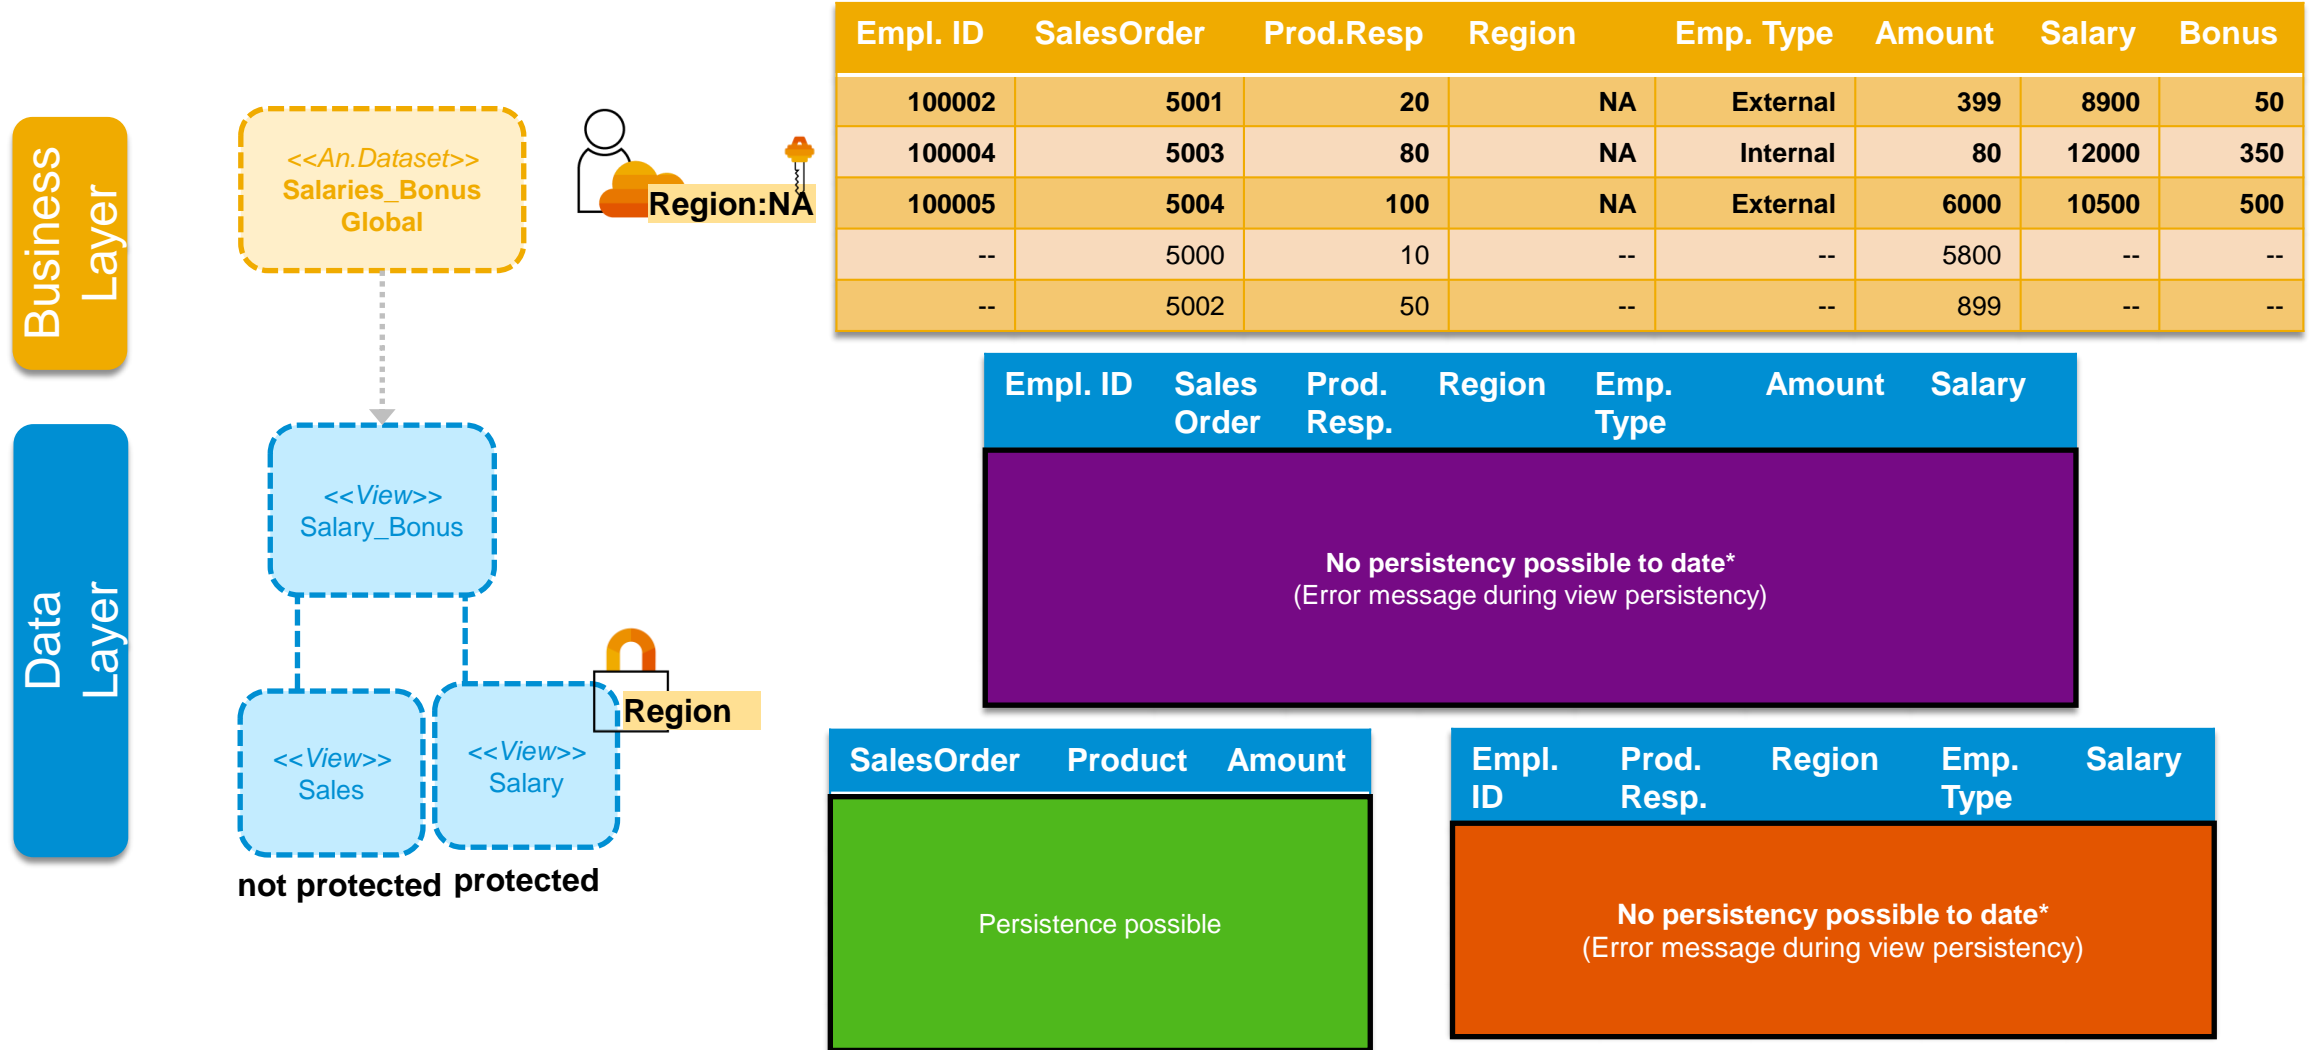 Empl. ID SalesOrder Prod.Resp Region Emp. Type Amount Salary Bonus
100002 5001 20 NA External 399 8900 50
100004 5003 80 NA Internal 80 12000 350
100005 5004 100 NA External 6000 10500 500
-- 5000 10 -- -- 5800 -- --
-- 5002 50 -- -- 899 -- --
Business
Layer
<<An.Dataset>>
Salaries_Bonus
Global
Region:NA
Empl. ID Sales Prod. Region Emp. Amount Salary
Order Resp. Type
No persistency possible to date*
(Error message during view persistency)
Data
Layer
<<View>>
Salary_Bonus
Region
<<View>>
Sales
<<View>>
Salary
not protected protected
SalesOrder Product Amount
Persistence possible
Empl. Prod. Region Emp. Salary
ID Resp. Type
No persistency possible to date*
(Error message during view persistency)